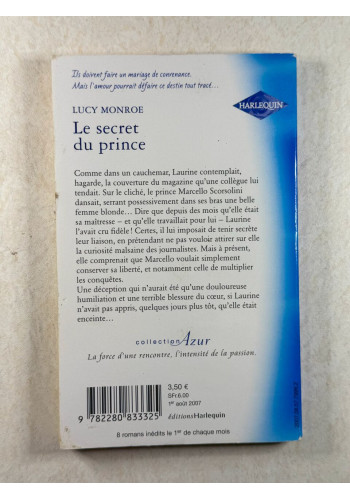 Ils doivent faire un mariage de convenance.
Mais l'amour pourrait défaire ce destin tout tracé…
HARLEQUIN
LUCY MONROE
Le secret
du prince
Comme dans un cauchemar, Laurine contemplait,
hagarde, la couverture du magazine qu'une collègue lui
tendait. Sur le cliché, le prince Marcello Scorsolini
dansait, serrant possessivement dans ses bras une belle
femme blonde… Dire que depuis des mois qu'elle était
sa maîtresse – et qu'elle travaillait pour lui – Laurine
l'avait cru fidèle! Certes, il lui imposait de tenir secrète
leur liaison, en prétendant ne pas vouloir attirer sur elle
la curiosité malsaine des journalistes. Mais à présent,
elle comprenait que Marcello voulait simplement
conserver sa liberté, et notamment celle de multiplier
les conquêtes.
Une déception qui n'aurait été qu'une douloureuse
humiliation et une terrible blessure du cœur, si Laurine
n'avait pas appris, quelques jours plus tôt, qu'elle était
enceinte…
collection Azur
La force d'une rencontre, l'intensité de la passion.
3,50 €
SFr.6.00
1er août 2007
éditionsHarlequin
9 782280 833325
8 romans inédits le 1er de chaque mois